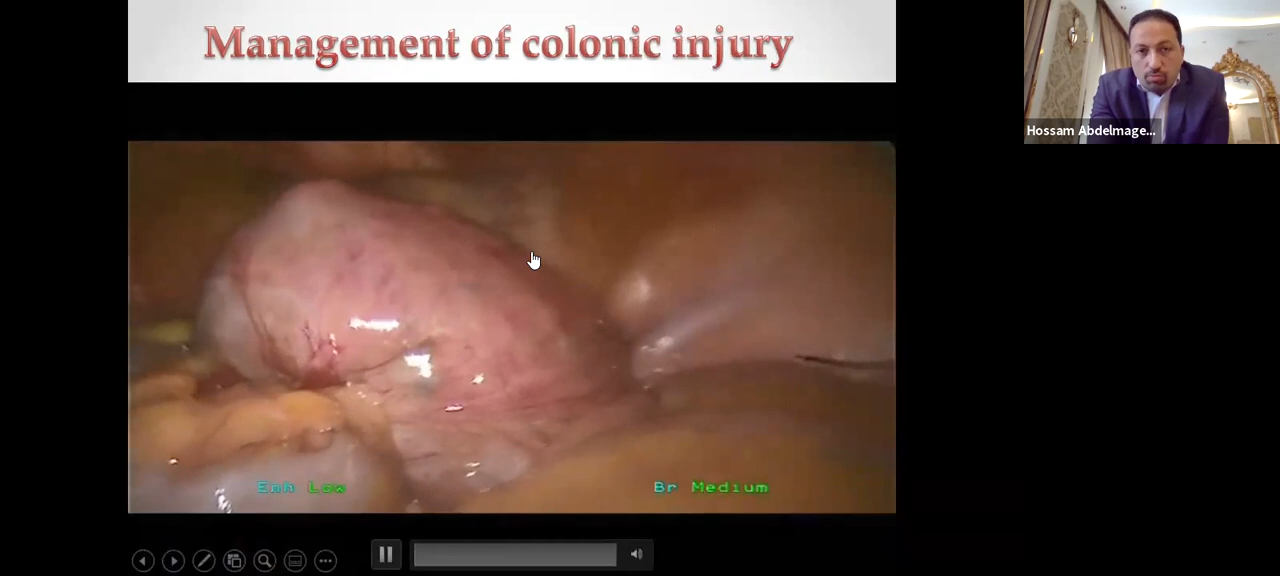 Management of colonic injury
Hossam Abdelmage...
Enh Low
Br Medium